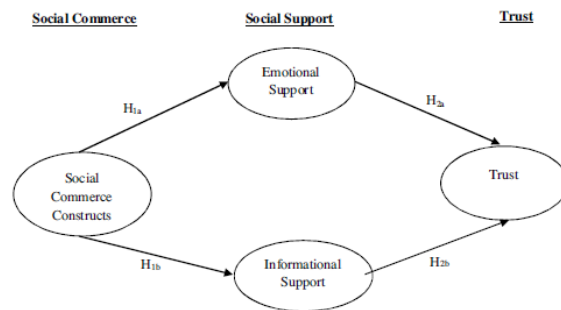 Social Commerce
Social Support
Trust
Emotional
Support
H1a
H2a
Social
Commerce
Constructs
Trust
H1b
Informational
Support
H2b